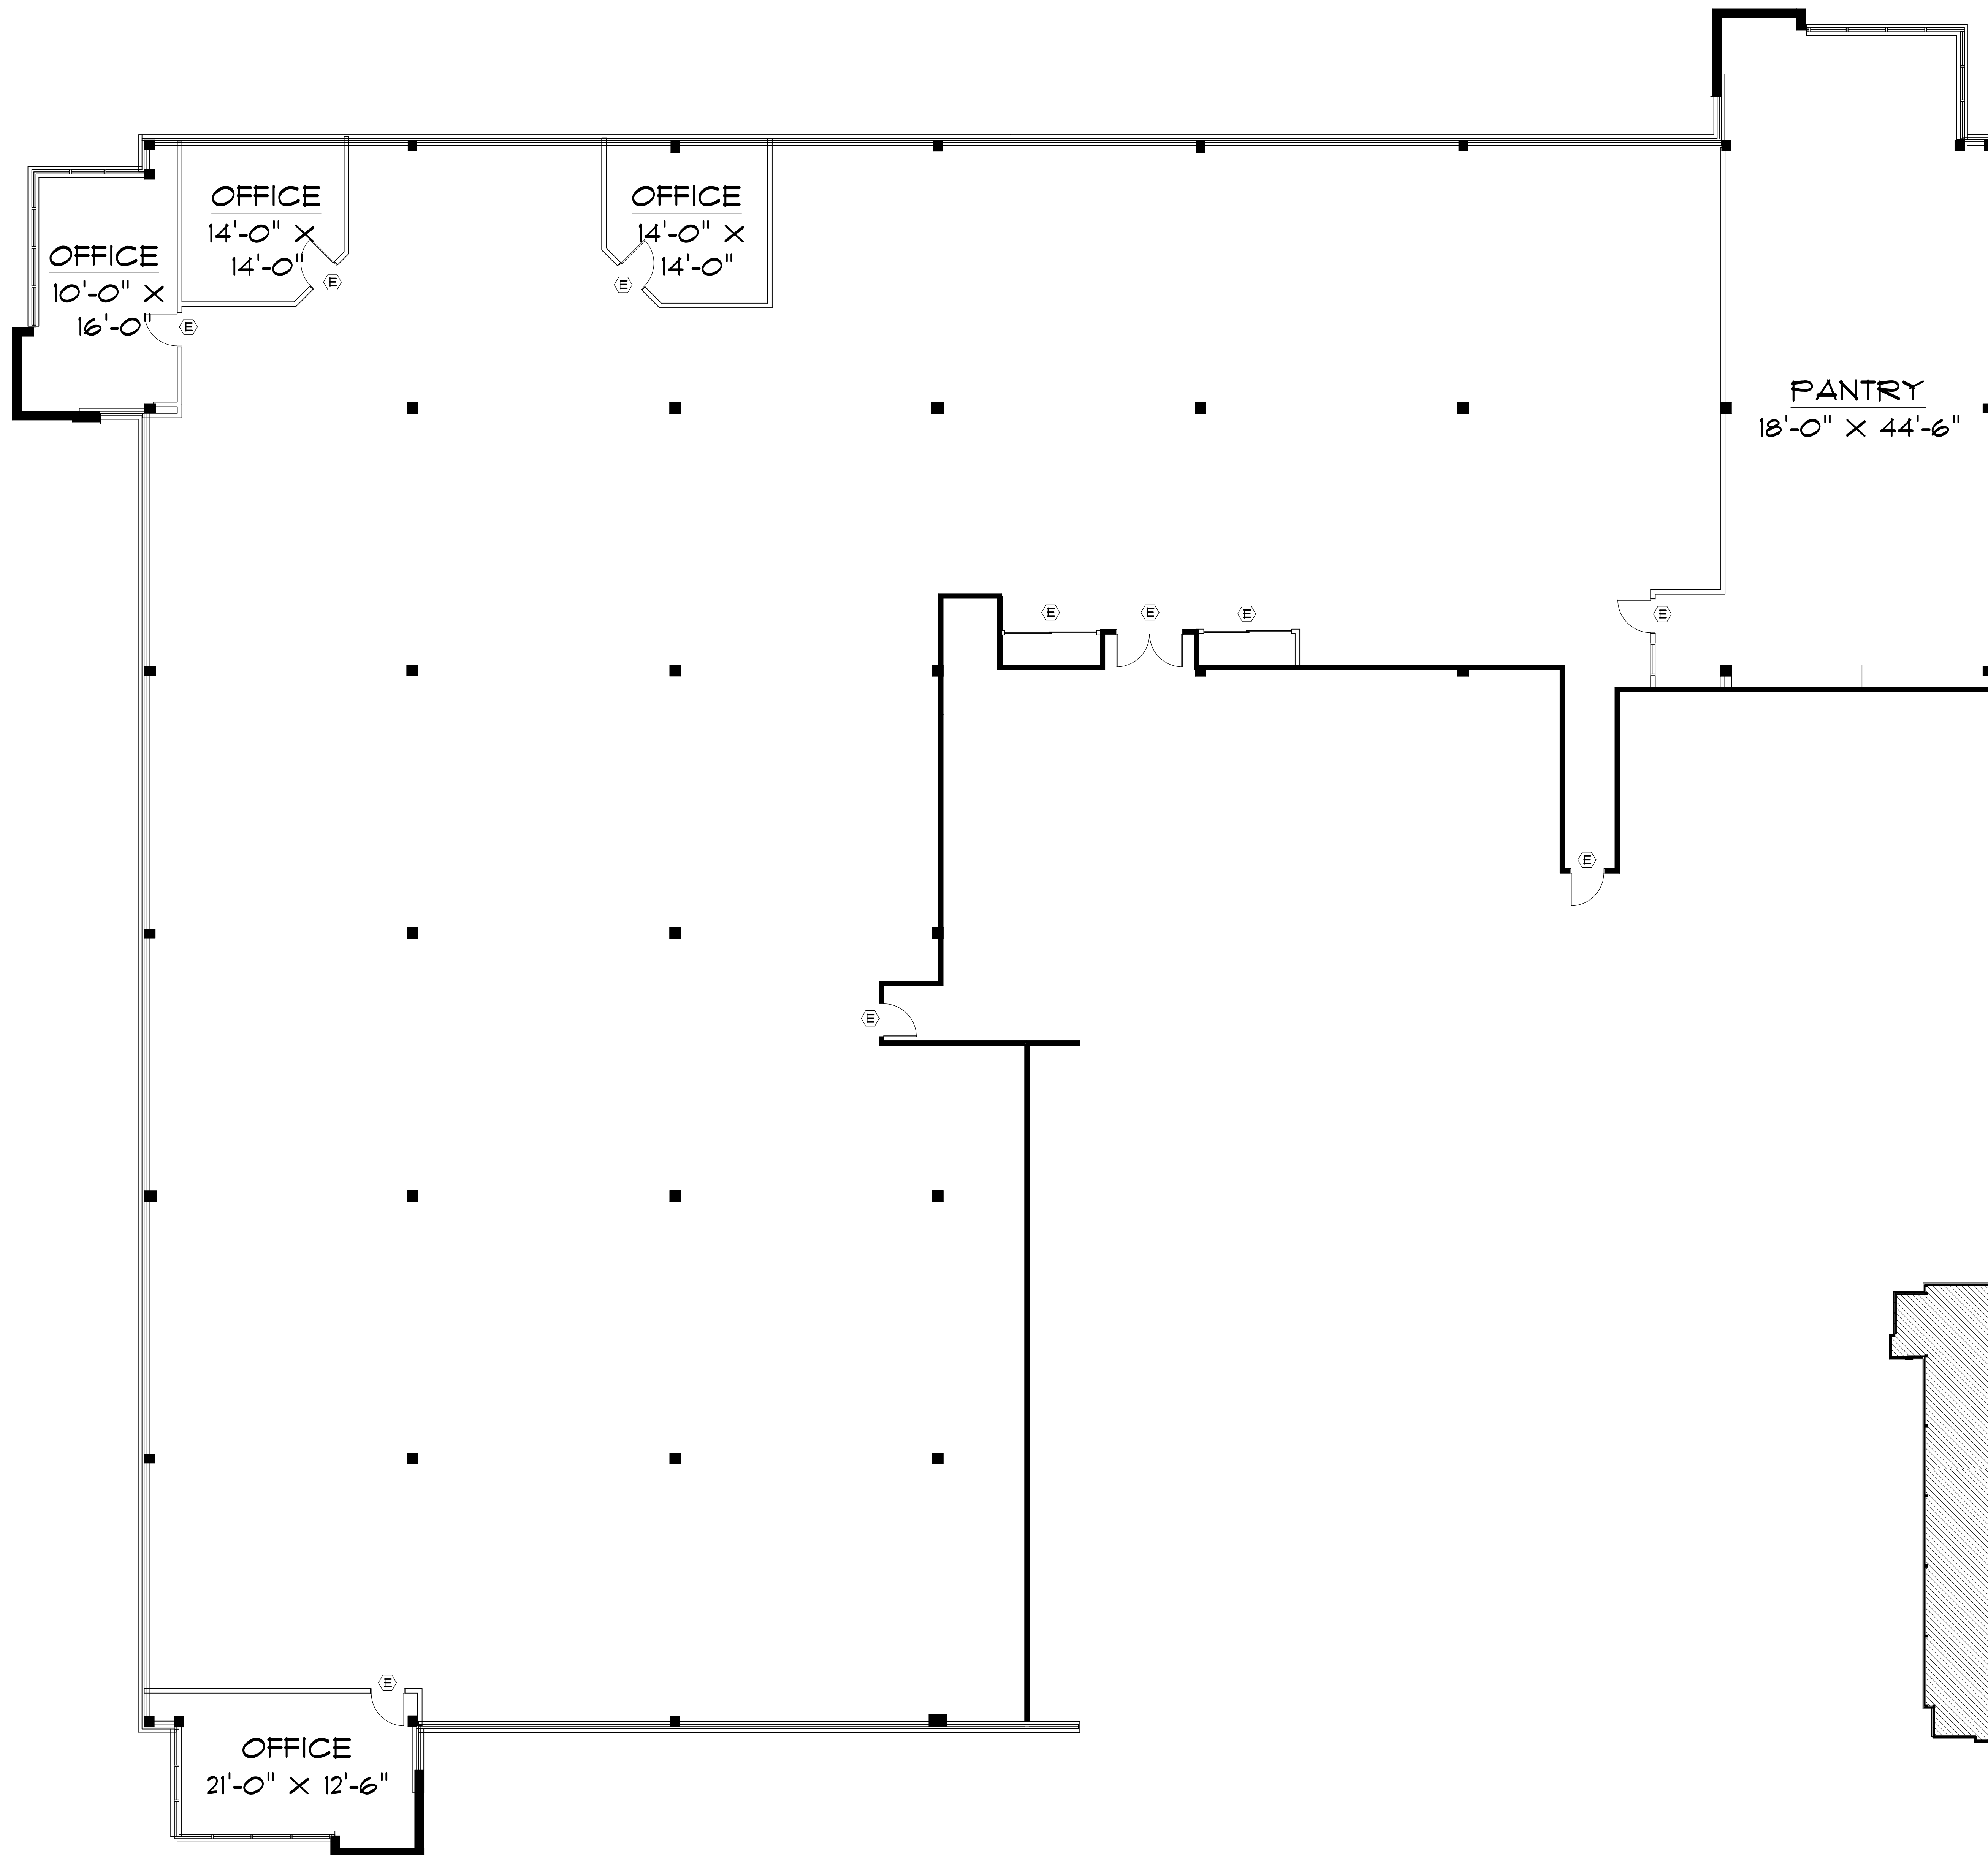 OFFICE
14'-0" X
14'-0"
E
OFFICE
14'-0" X
14'-0"
E
OFFICE
10'-0" X
16'-0"
E
PANTRY
18'-0" X 44'-6"
E
E
E
E
E
E
E
OFFICE
21'-0" X 12'-6"